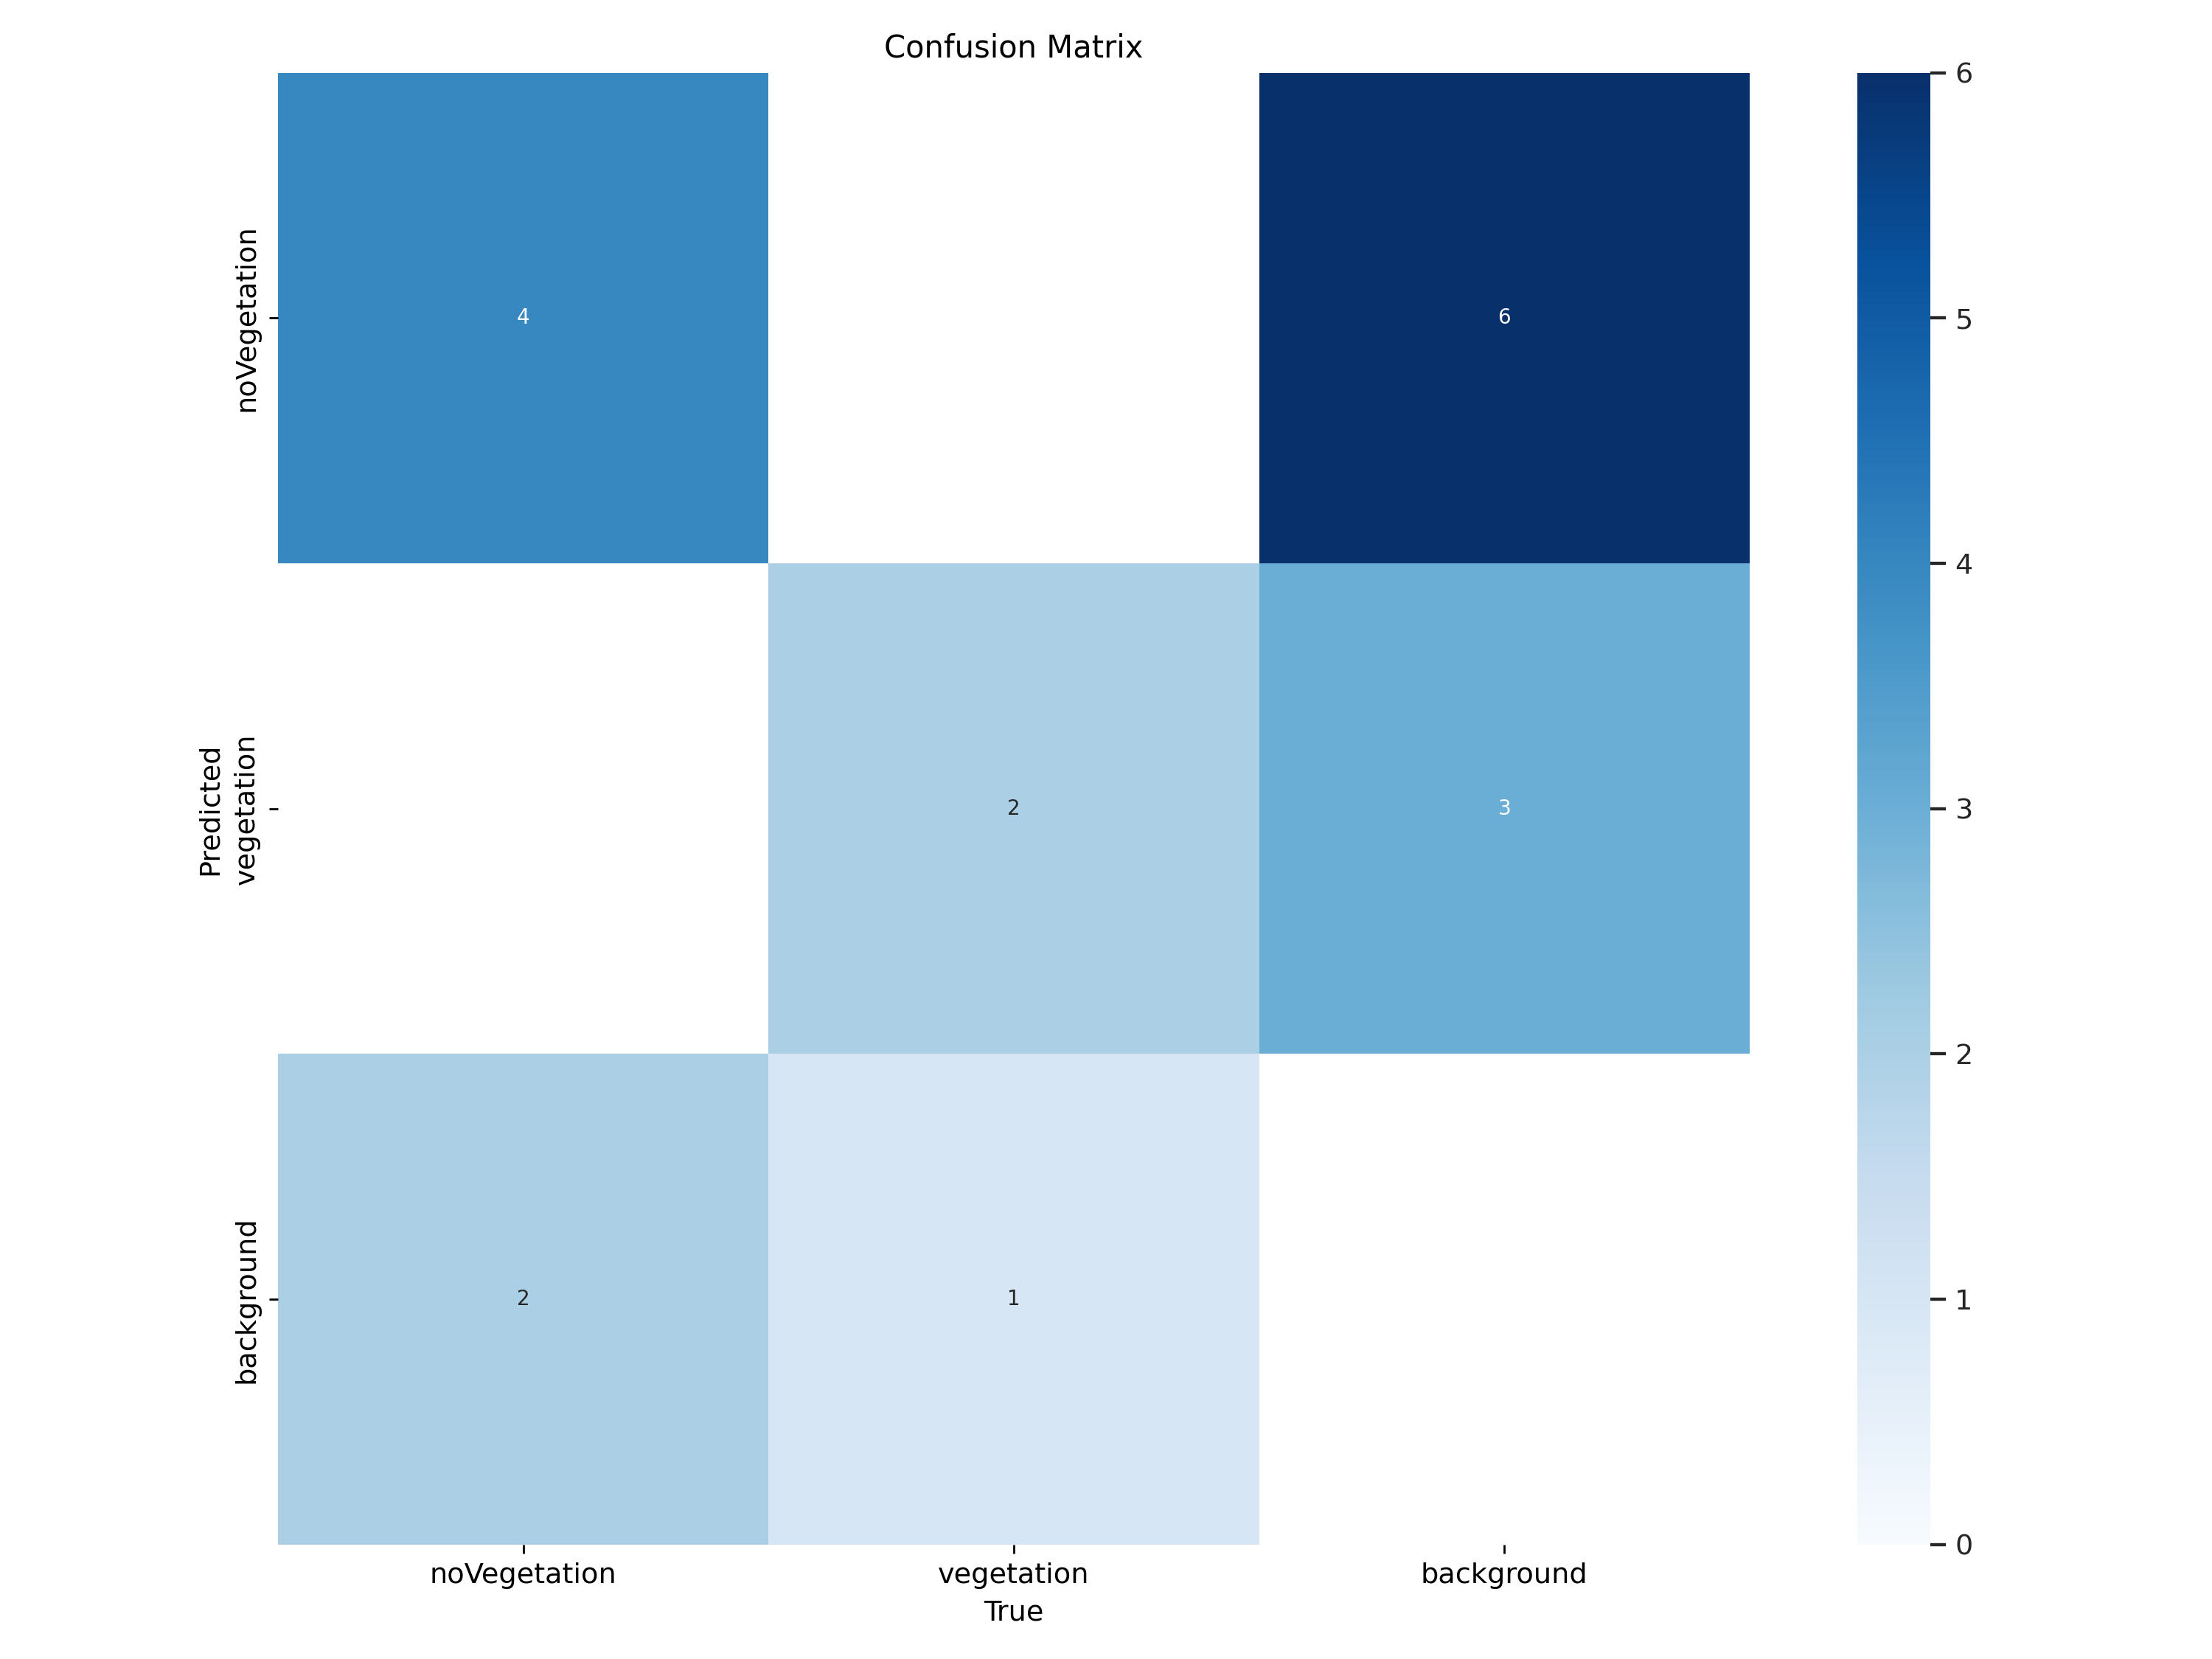 Confusion Matrix
noVegetation
4
6
Predicted
vegetation
2
3
background
2
1
noVegetation
vegetation
background
True
6
5
4
3
2
1
0